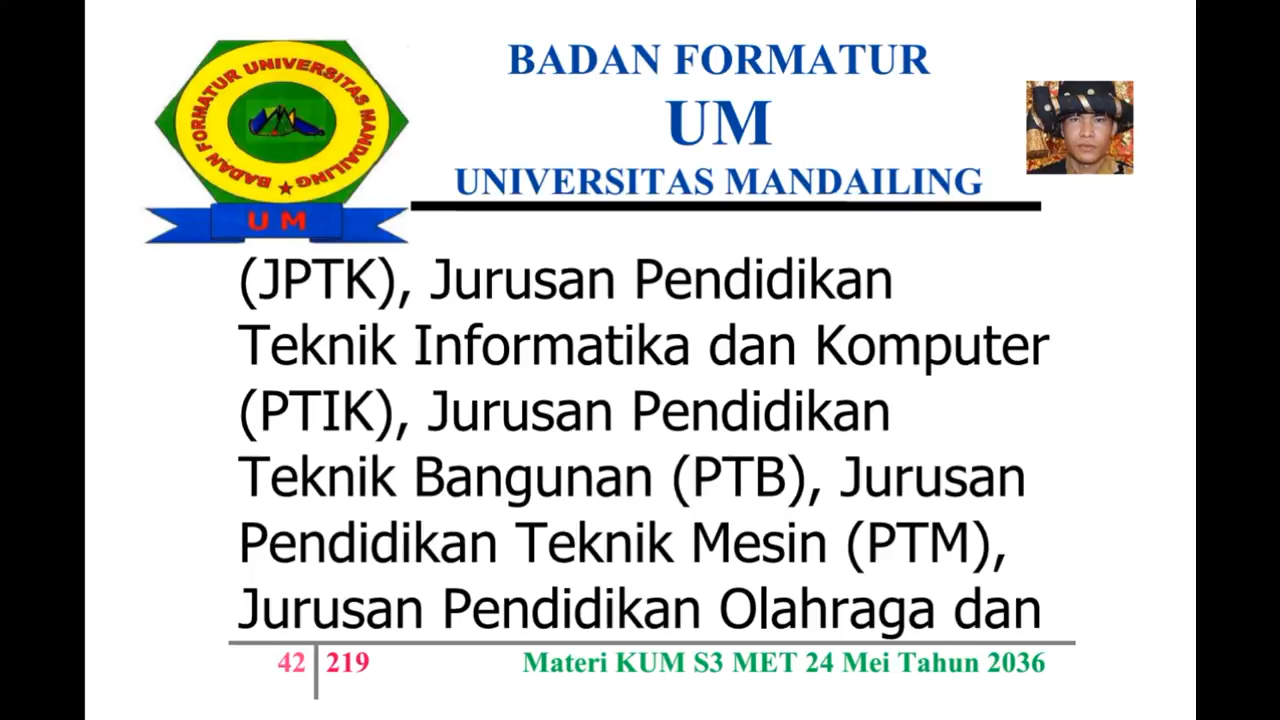 BADAN FORMATUR
UM
UNIVERSITAS MANDAILING
BADAN FORMATUR UNIVERSITAS MANDAILING
U M
(JPTK), Jurusan Pendidikan
Teknik Informatika dan Komputer
(PTIK), Jurusan Pendidikan
Teknik Bangunan (PTB), Jurusan
Pendidikan Teknik Mesin (PTM),
Jurusan Pendidikan Olahraga dan
42 219 Materi KUM S3 MET 24 Mei Tahun 2036